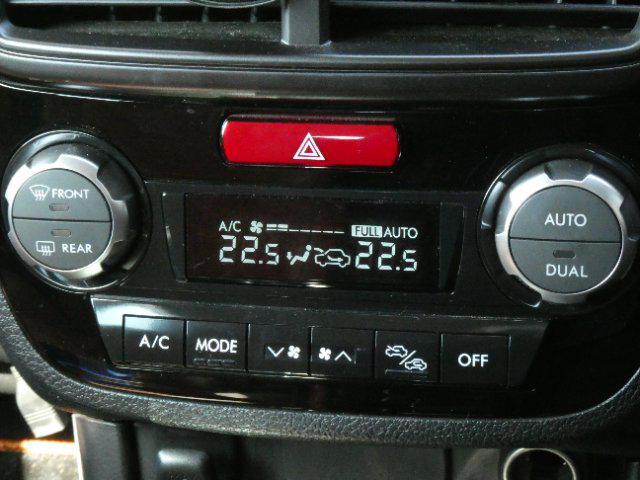 FRONT
REAR
A/C FULL AUTO
22.5 22.5
AUTO
DUAL
A/C MODE OFF